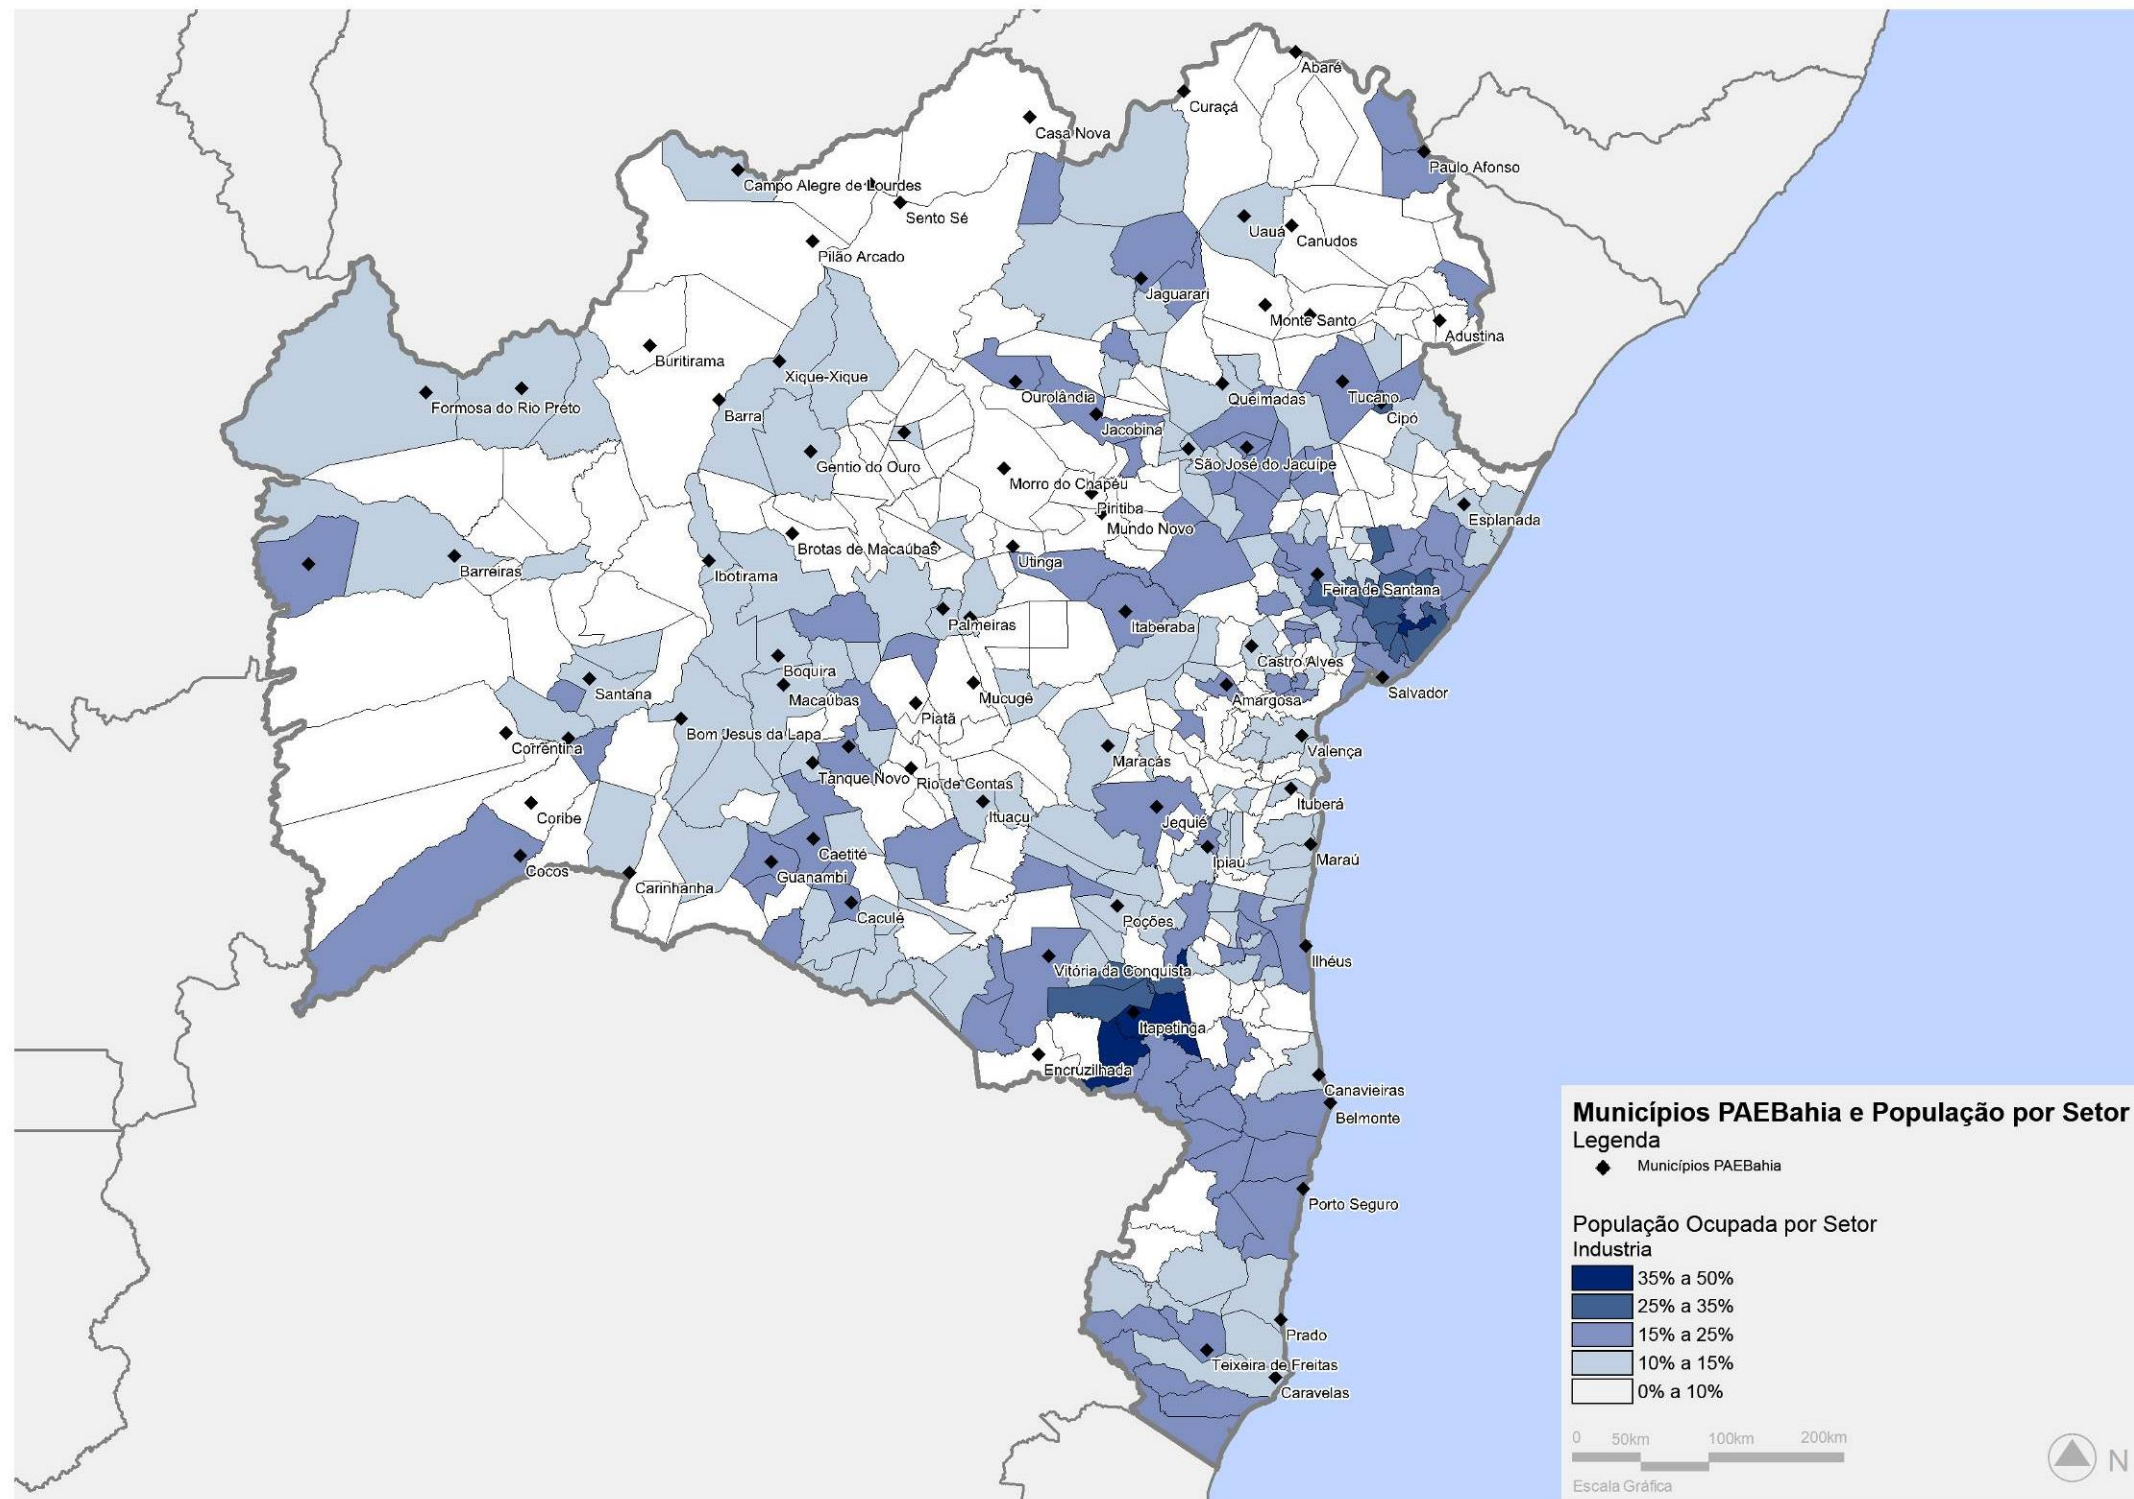 Abaré
Curaçá
Casa Nova
Paulo Afonso
Campo Alegre de Lourdes
Sento Sé
Uauá
Canudos
Pilão Arcado
Jaguarari
Monte Santo
Adustina
Buritirama
Xique-Xique
Ourolândia
Queimadas
Tucano
Formosa do Rio Preto
Barra
Cipó
Jacobina
Gentio do Ouro
São José do Jacuípe
Morro do Chapéu
Piritiba
Esplanada
Mundo Novo
Brotas de Macaúbas
Utinga
Barreiras
Ibotirama
Feira de Santana
Palmeiras
Itaberaba
Castro Alves
Boquira
Santana
Macaúbas
Mucugê
Salvador
Amargosa
Piatã
Bom Jesus da Lapa
Correntina
Valença
Maracás
Tanque Novo
Rio de Contas
Ituberá
Coribe
Ituaçu
Jequié
Caetité
Ipiaú
Maraú
Cocos
Guanambi
Carinhanha
Caculé
Poções
Ilhéus
Vitória da Conquista
Itapetinga
Encruzilhada
Canavieiras
Belmonte
Porto Seguro
Prado
Teixeira de Freitas
Caravelas
Municípios PAEBahia e População por Setor
Legenda
Municípios PAEBahia
População Ocupada por Setor
Industria
35% a 50%
25% a 35%
15% a 25%
10% a 15%
0% a 10%
0 50km 100km 200km
Escala Gráfica
N